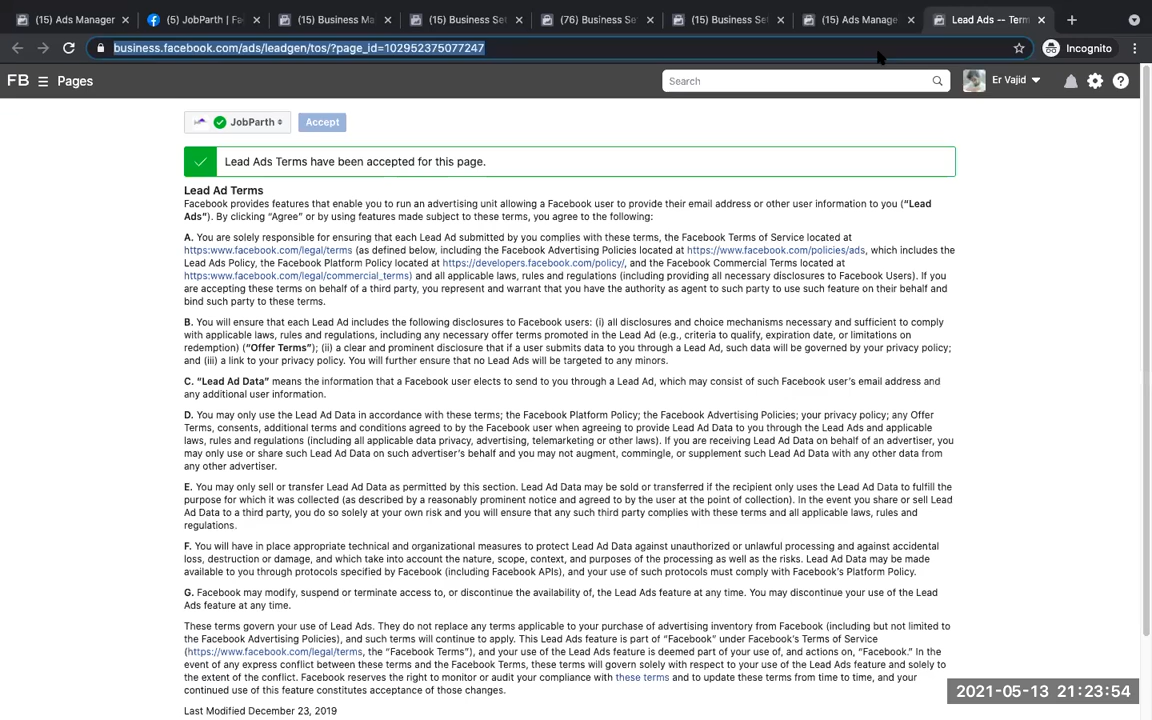 (15) Ads Manager
(5) JobParth | Fa
(15) Business Ma
(15) Business Se
(76) Business Se
(15) Business Set
(15) Ads Manage
Lead Ads -- Term
business.facebook.com/ads/leadgen/tos/?page_id=102952375077247
Incognito
FB Pages
Search
Er Vajid
JobParth
Accept
Lead Ads Terms have been accepted for this page.
Lead Ad Terms
Facebook provides features that enable you to run an advertising unit allowing a Facebook user to provide their email address or other user information to you (“Lead
Ads”). By clicking “Agree” or by using features made subject to these terms, you agree to the following:
A. You are solely responsible for ensuring that each Lead Ad submitted by you complies with these terms, the Facebook Terms of Service located at
https:www.facebook.com/legal/terms (as defined below, including the Facebook Advertising Policies located at https://www.facebook.com/policies/ads, which includes the
Lead Ads Policy, the Facebook Platform Policy located at https://developers.facebook.com/policy/, and the Facebook Commercial Terms located at
https:www.facebook.com/legal/commercial_terms) and all applicable laws, rules and regulations (including providing all necessary disclosures to Facebook Users). If you
are accepting these terms on behalf of a third party, you represent and warrant that you have the authority as agent to such party to use such feature on their behalf and
bind such party to these terms.
B. You will ensure that each Lead Ad includes the following disclosures to Facebook users: (i) all disclosures and choice mechanisms necessary and sufficient to comply
with applicable laws, rules and regulations, including any necessary offer terms promoted in the Lead Ad (e.g., criteria to qualify, expiration date, or limitations on
redemption) (“Offer Terms”); (ii) a clear and prominent disclosure that if a user submits data to you through a Lead Ad, such data will be governed by your privacy policy;
and (iii) a link to your privacy policy. You will further ensure that no Lead Ads will be targeted to any minors.
C. “Lead Ad Data” means the information that a Facebook user elects to send to you through a Lead Ad, which may consist of such Facebook user’s email address and
any additional user information.
D. You may only use the Lead Ad Data in accordance with these terms; the Facebook Platform Policy; the Facebook Advertising Policies; your privacy policy; any Offer
Terms, consents, additional terms and conditions agreed to by the Facebook user when agreeing to provide Lead Ad Data to you through the Lead Ads and applicable
laws, rules and regulations (including all applicable data privacy, advertising, telemarketing or other laws). If you are receiving Lead Ad Data on behalf of an advertiser, you
may only use or share such Lead Ad Data on such advertiser’s behalf and you may not augment, commingle, or supplement such Lead Ad Data with any other data from
any other advertiser.
E. You may only sell or transfer Lead Ad Data as permitted by this section. Lead Ad Data may be sold or transferred if the recipient only uses the Lead Ad Data to fulfill the
purpose for which it was collected (as described by a reasonably prominent notice and agreed to by the user at the point of collection). In the event you share or sell Lead
Ad Data to a third party, you do so solely at your own risk and you will ensure that any such third party complies with these terms and all applicable laws, rules and
regulations.
F. You will have in place appropriate technical and organizational measures to protect Lead Ad Data against unauthorized or unlawful processing and against accidental
loss, destruction or damage, and which take into account the nature, scope, context, and purposes of the processing as well as the risks. Lead Ad Data may be made
available to you through protocols specified by Facebook (including Facebook APIs), and your use of such protocols must comply with Facebook’s Platform Policy.
G. Facebook may modify, suspend or terminate access to, or discontinue the availability of, the Lead Ads feature at any time. You may discontinue your use of the Lead
Ads feature at any time.
These terms govern your use of Lead Ads. They do not replace any terms applicable to your purchase of advertising inventory from Facebook (including but not limited to
the Facebook Advertising Policies), and such terms will continue to apply. This Lead Ads feature is part of “Facebook” under Facebook’s Terms of Service
(https://www.facebook.com/legal/terms, the “Facebook Terms”), and your use of the Lead Ads feature is deemed part of your use of, and actions on, “Facebook.” In the
event of any express conflict between these terms and the Facebook Terms, these terms will govern solely with respect to your use of the Lead Ads feature and solely to
the extent of the conflict. Facebook reserves the right to monitor or audit your compliance with these terms and to update these terms from time to time, and your
continued use of this feature constitutes acceptance of those changes.
Last Modified December 23, 2019
2021-05-13 21:23:54